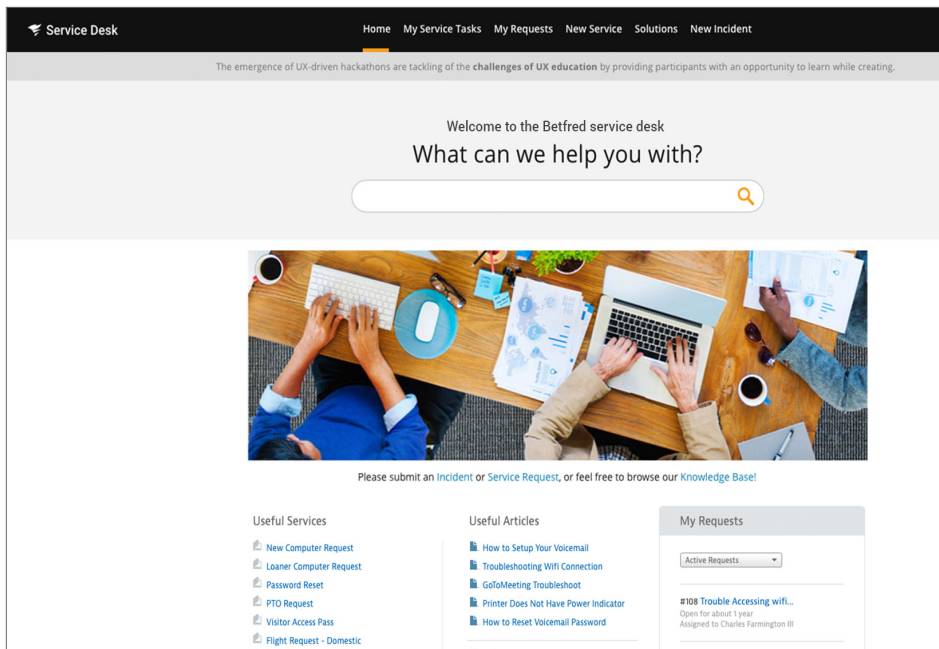 Service Desk
Home My Service Tasks My Requests New Service Solutions New Incident
The emergence of UX-driven hackathons are tackling of the challenges of UX education by providing participants with an opportunity to learn while creating.
Welcome to the Betfred service desk
What can we help you with?
Please submit an Incident or Service Request, or feel free to browse our Knowledge Base!
Useful Services
New Computer Request
Loaner Computer Request
Password Reset
PTO Request
Visitor Access Pass
Flight Request - Domestic
Useful Articles
How to Setup Your Voicemail
Troubleshooting Wifi Connection
GoToMeeting Troubleshoot
Printer Does Not Have Power Indicator
How to Reset Voicemail Password
My Requests
Active Requests
#108 Trouble Accessing wifi...
Open for about 1 year
Assigned to Charles Farmington III